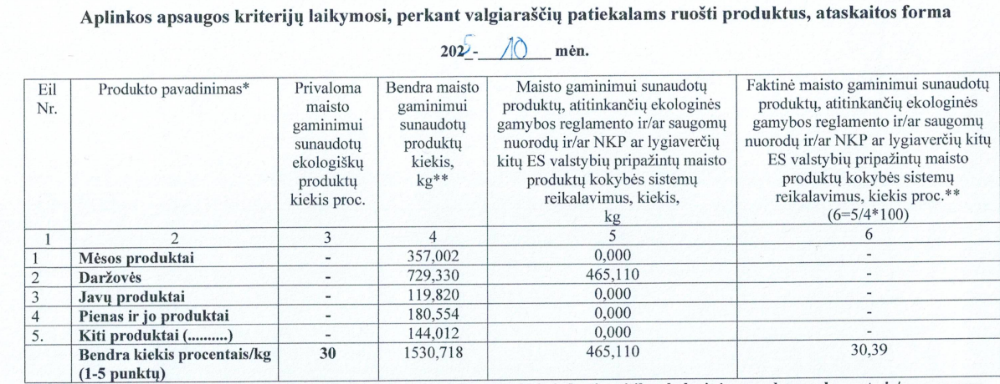 Aplinkos apsaugos kriterijų laikymosi, perkant valgiaraščių patiekalams ruošti produktus, ataskaitos forma
2025- 10 mėn.
Eil Nr. | Produkto pavadinimas* | Privaloma maisto gaminimui sunaudotų ekologiškų produktų kiekis proc. | Bendra maisto gaminimui sunaudotų produktų kiekis, kg** | Maisto gaminimui sunaudotų produktų, atitinkančių ekologinės gamybos reglamento ir/ar saugomų nuorodų ir/ar NKP ar lygiaverčių kitų ES valstybių pripažintų maisto produktų kokybės sistemų reikalavimus, kiekis, kg | Faktinė maisto gaminimui sunaudotų produktų, atitinkančių ekologinės gamybos reglamento ir/ar saugomų nuorodų ir/ar NKP ar lygiaverčių kitų ES valstybių pripažintų maisto produktų kokybės sistemų reikalavimus, kiekis proc.** (6=5/4*100)
1 | 2 | 3 | 4 | 5 | 6
1 | Mėsos produktai | - | 357,002 | 0,000 | -
2 | Daržovės | - | 729,330 | 465,110 | -
3 | Javų produktai | - | 119,820 | 0,000 | -
4 | Pienas ir jo produktai | - | 180,554 | 0,000 | -
5. | Kiti produktai (..........) | - | 144,012 | 0,000 | -
Bendra kiekis procentais/kg (1-5 punktų) | 30 | 1530,718 | 465,110 | 30,39